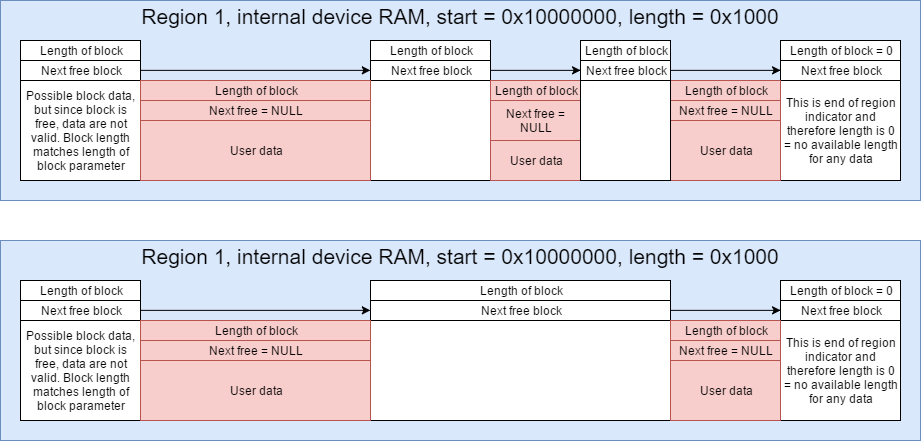 Region 1, internal device RAM, start = 0x10000000, length = 0x1000
Length of block
Length of block
Length of block
Length of block = 0
Next free block
Next free block
Next free block
Next free block
Possible block data,
but since block is
free, data are not
valid. Block length
matches length of
block parameter
Length of block
Next free = NULL
User data
Length of block
Next free =
NULL
User data
Length of block
Next free = NULL
User data
This is end of region
indicator and
therefore length is 0
= no available length
for any data
Region 1, internal device RAM, start = 0x10000000, length = 0x1000
Length of block
Length of block
Length of block = 0
Next free block
Next free block
Next free block
Possible block data,
but since block is
free, data are not
valid. Block length
matches length of
block parameter
Length of block
Next free = NULL
User data
Length of block
Next free = NULL
User data
This is end of region
indicator and
therefore length is 0
= no available length
for any data